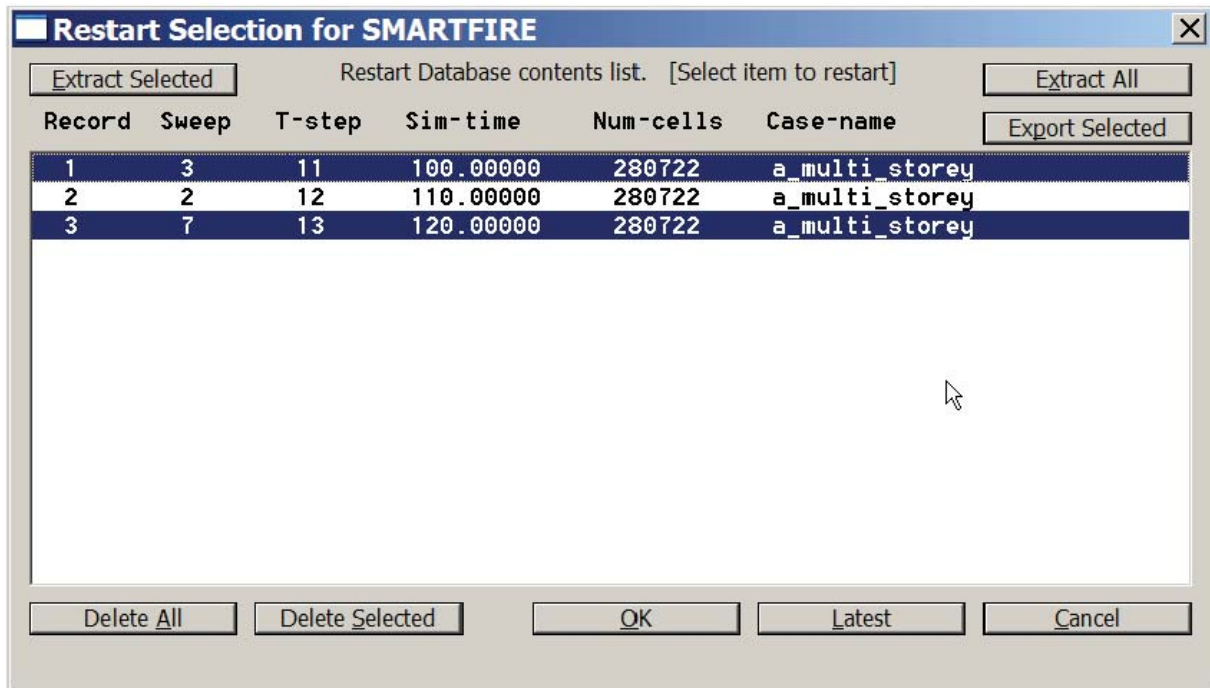 Restart Selection for SMARTFIRE
Extract Selected Restart Database contents list. [Select item to restart] Extract All
Record Sweep T-step Sim-time Num-cells Case-name Export Selected
1 3 11 100.00000 280722 a_multi_storey
2 2 12 110.00000 280722 a_multi_storey
3 7 13 120.00000 280722 a_multi_storey
Delete All Delete Selected OK Latest Cancel